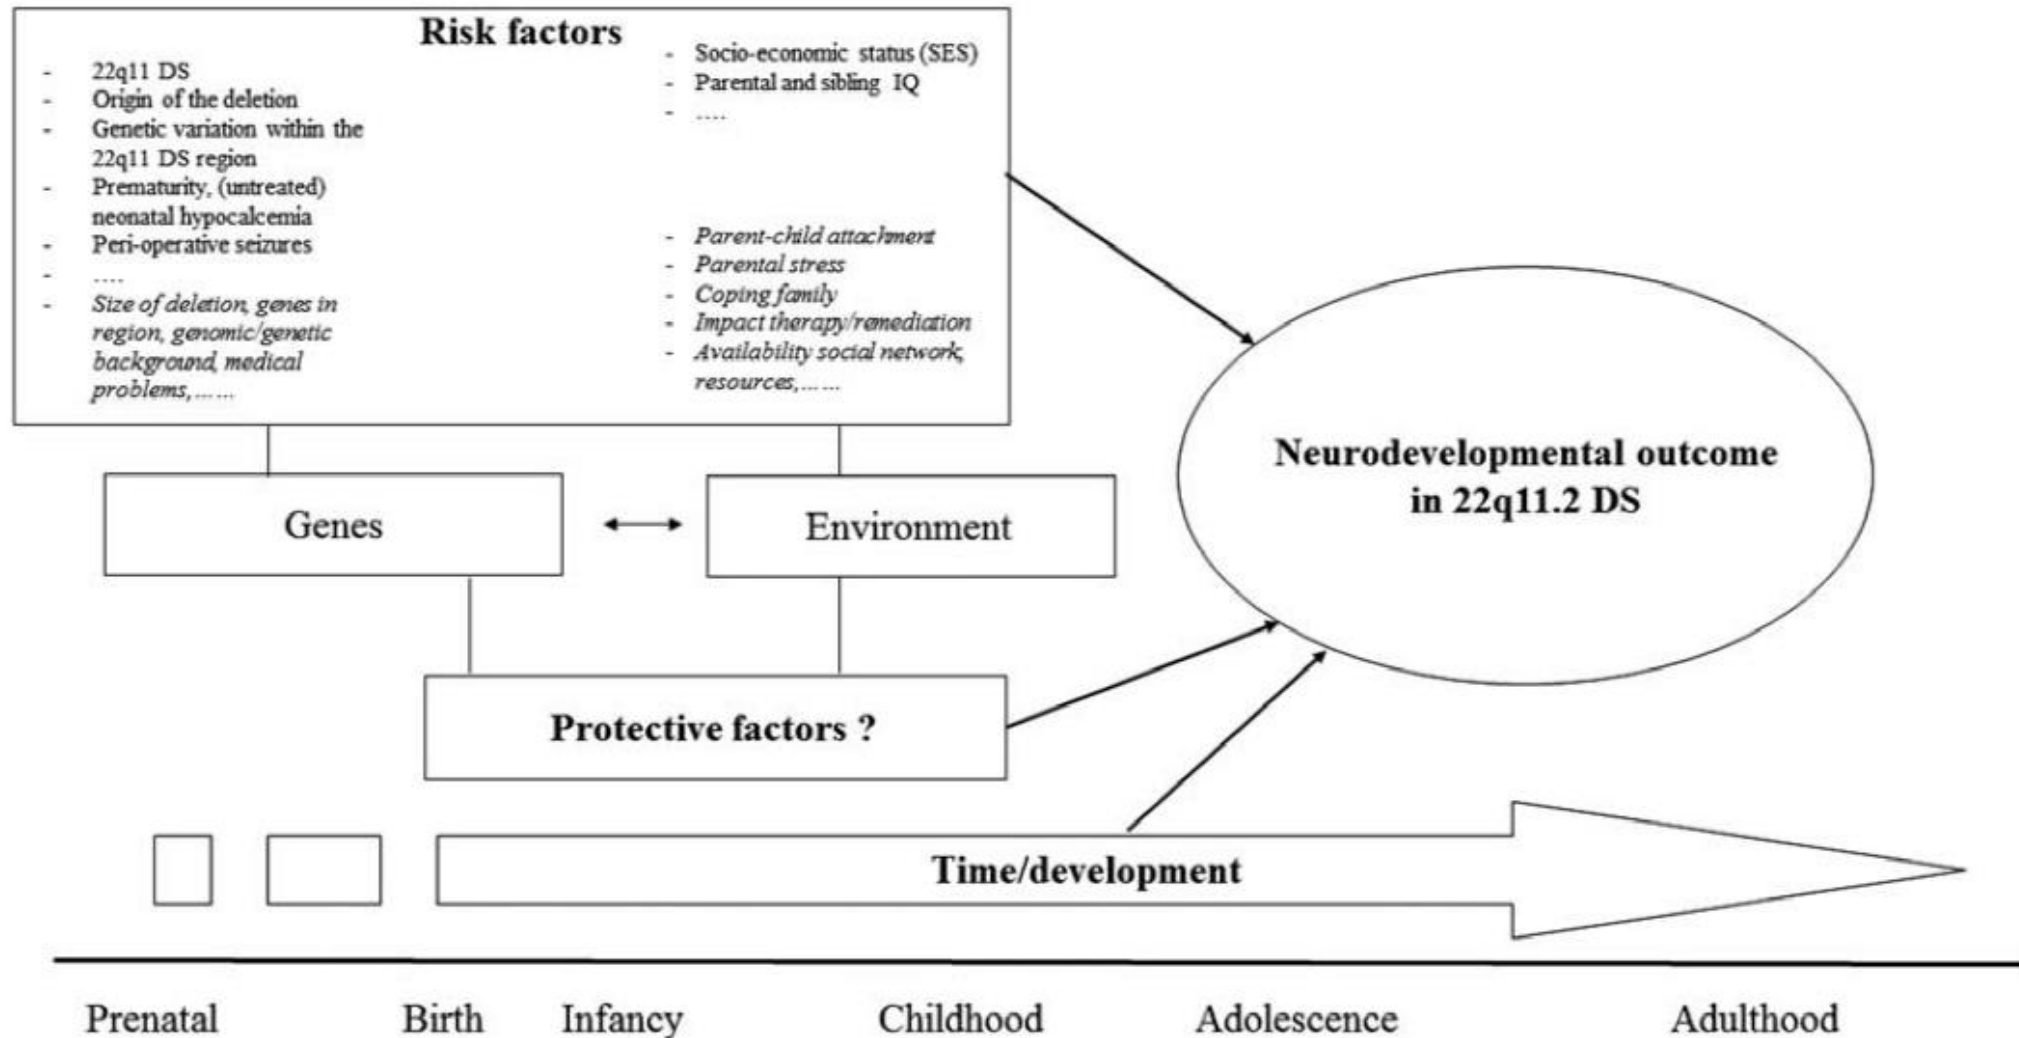 Risk factors
- 22q11 DS
- Origin of the deletion
- Genetic variation within the
22q11 DS region
- Prematurity, (untreated)
neonatal hypocalcemia
- Peri-operative seizures
- ....
- Size of deletion, genes in
region, genomic/genetic
background, medical
problems,......
- Socio-economic status (SES)
- Parental and sibling IQ
- ....
- Parent-child attachment
- Parental stress
- Coping family
- Impact therapy/remediation
- Availability social network,
resources,......
Genes
Environment
Neurodevelopmental outcome
in 22q11.2 DS
Protective factors ?
Time/development
Prenatal Birth Infancy Childhood Adolescence Adulthood